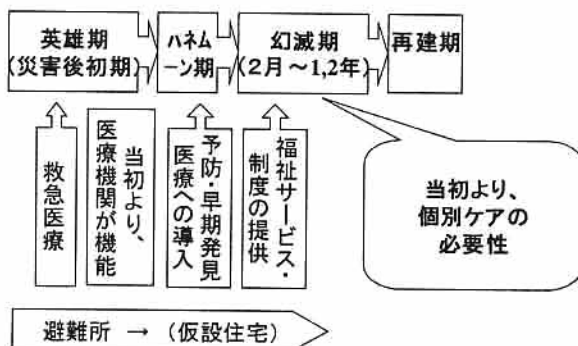 英雄期
(災害後初期)
ハネム
ーン期
幻滅期
(2月~1,2年)
再建期
救急医療
当初より、
医療機関が機能
予防・早期発見
医療への導入
福祉サービス・
制度の提供
当初より、
個別ケアの
必要性
避難所 → (仮設住宅)